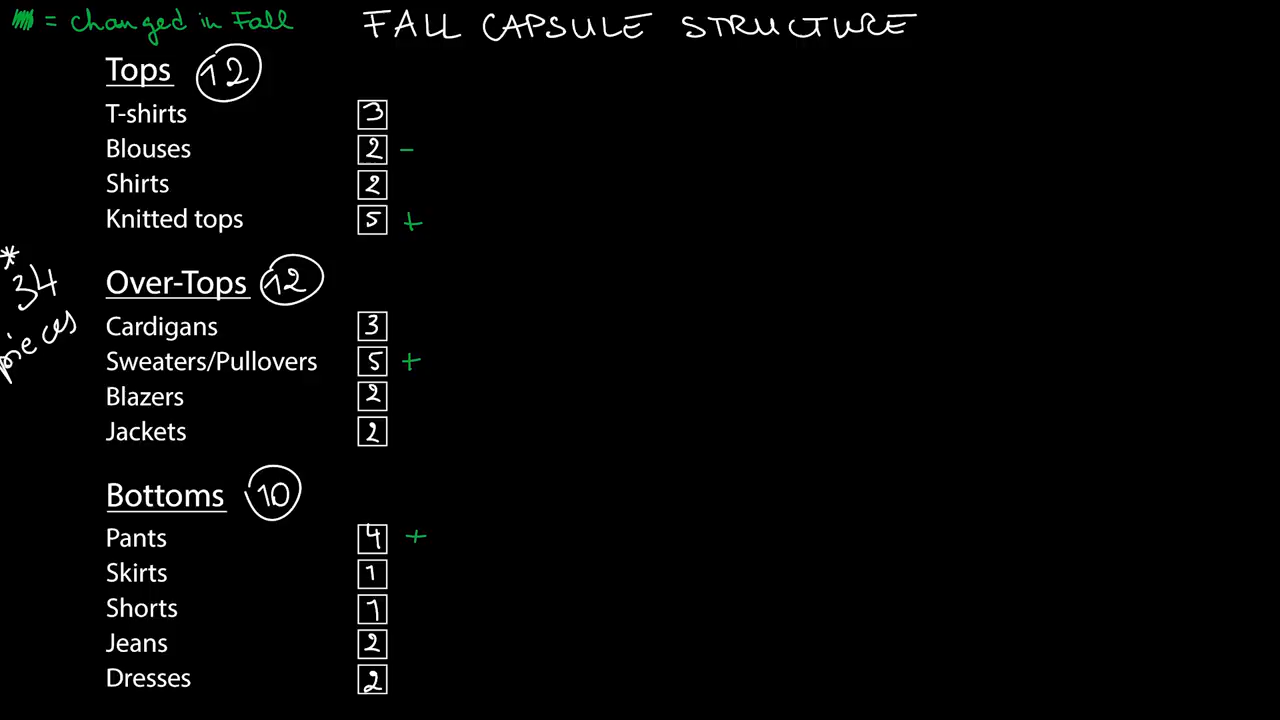 = changed in Fall
FALL CAPSULE STRUCTURE
Tops 12
T-shirts 3
Blouses 2 -
Shirts 2
Knitted tops 5 +
* 34 pieces
Over-Tops 12
Cardigans 3
Sweaters/Pullovers 5 +
Blazers 2
Jackets 2
Bottoms 10
Pants 4 +
Skirts 1
Shorts 1
Jeans 2
Dresses 2